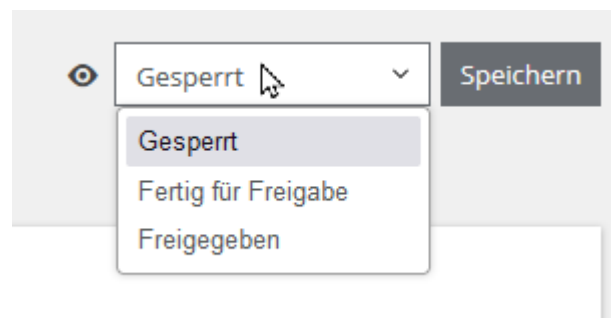 Gesperrt
Speichern
Gesperrt
Fertig für Freigabe
Freigegeben